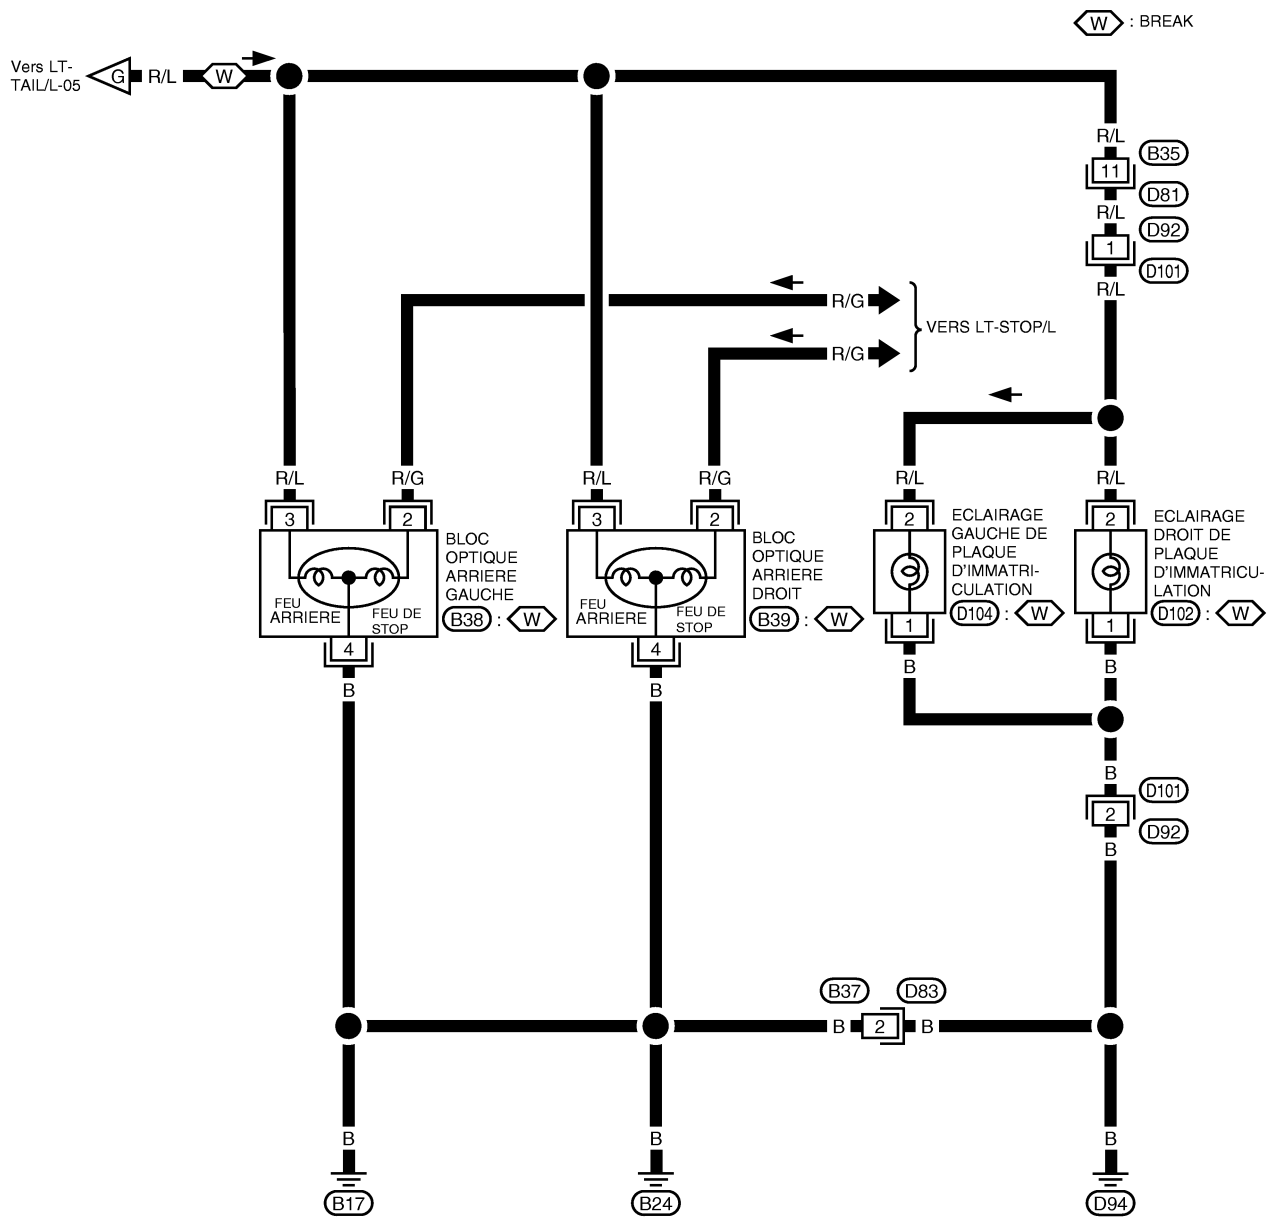 W : BREAK
Vers LT-
TAIL/L-05
G R/L W
R/L
B35
11
D81
R/L
D92
1
D101
R/L
R/G
VERS LT-STOP/L
R/G
R/L R/G R/L R/G R/L R/L
3 2 3 2 2 2
BLOC
OPTIQUE
ARRIERE
GAUCHE
B38 : W
FEU
ARRIERE
FEU DE
STOP
BLOC
OPTIQUE
ARRIERE
DROIT
B39 : W
FEU
ARRIERE
FEU DE
STOP
ECLAIRAGE
GAUCHE DE
PLAQUE
D'IMMATRI-
CULATION
D104 : W
ECLAIRAGE
DROIT DE
PLAQUE
D'IMMATRICU-
LATION
D102 : W
4 4 1 1
B B B B
B
D101
2
D92
B
B37 D83
B 2 B
B B B
B17 B24 D94